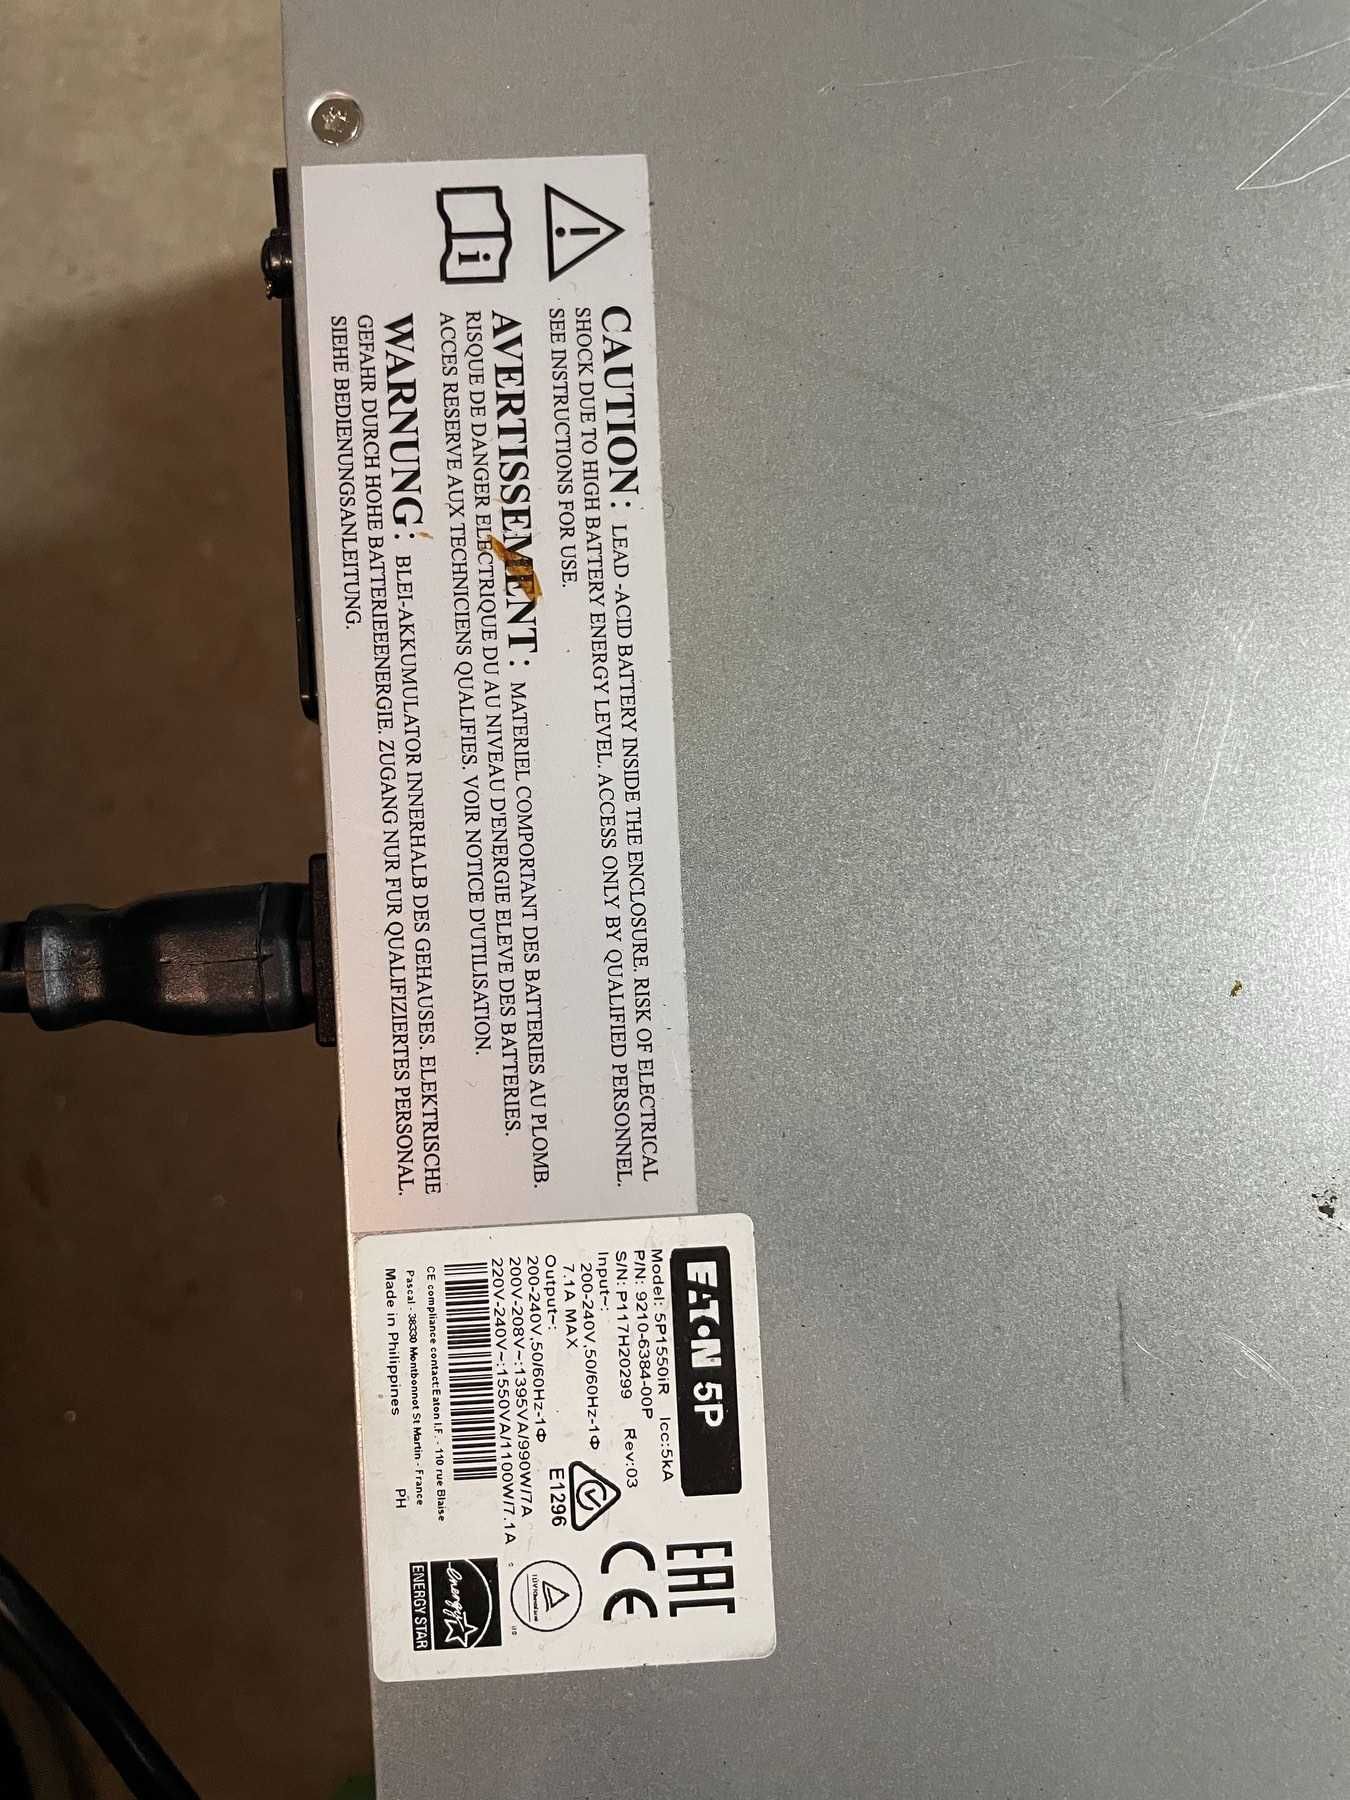 CAUTION: LEAD-ACID BATTERY INSIDE THE ENCLOSURE. RISK OF ELECTRICAL
SHOCK DUE TO HIGH BATTERY ENERGY LEVEL. ACCESS ONLY BY QUALIFIED PERSONNEL.
SEE INSTRUCTIONS FOR USE.
AVERTISSEMENT: MATERIEL COMPORTANT DES BATTERIES AU PLOMB.
RISQUE DE DANGER ELECTRIQUE DU AU NIVEAU D'ENERGIE ELEVE DES BATTERIES.
ACCES RESERVE AUX TECHNICIENS QUALIFIES. VOIR NOTICE D'UTILISATION.
WARNUNG: BLEI-AKKUMULATOR INNERHALB DES GEHAUSES. ELEKTRISCHE
GEFAHR DURCH HOHE BATTERIEENERGIE. ZUGANG NUR FUR QUALIFIZIERTES PERSONAL.
SIEHE BEDIENUNGSANLEITUNG.
EATON 5P
EAC
Model: 5P1550iR Icc:5kA
P/N: 9210-6384-00P
S/N: P117H20299 Rev:03
CE
Input~:
200-240V,50/60Hz-1Φ
7.1A MAX
E1296
Output~:
200-240V,50/60Hz-1Φ
200V-208V~:1395VA/990W/7A
220V-240V~:1550VA/1100W/7.1A
CE compliance contact:Eaton I.F. - 110 rue Blaise
Pascal - 38330 Montbonnot St Martin - France
Made in Philippines PH
energy
ENERGY STAR